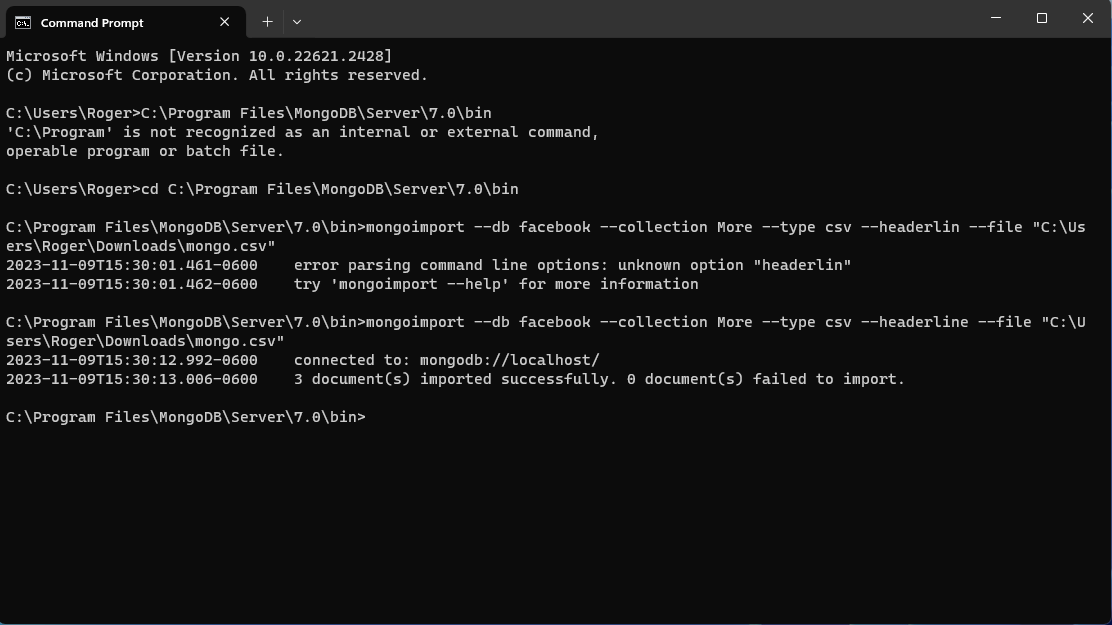 Command Prompt
Microsoft Windows [Version 10.0.22621.2428]
(c) Microsoft Corporation. All rights reserved.
C:\Users\Roger>C:\Program Files\MongoDB\Server\7.0\bin
'C:\Program' is not recognized as an internal or external command,
operable program or batch file.
C:\Users\Roger>cd C:\Program Files\MongoDB\Server\7.0\bin
C:\Program Files\MongoDB\Server\7.0\bin>mongoimport --db facebook --collection More --type csv --headerlin --file "C:\Us
ers\Roger\Downloads\mongo.csv"
2023-11-09T15:30:01.461-0600    error parsing command line options: unknown option "headerlin"
2023-11-09T15:30:01.462-0600    try 'mongoimport --help' for more information
C:\Program Files\MongoDB\Server\7.0\bin>mongoimport --db facebook --collection More --type csv --headerline --file "C:\U
sers\Roger\Downloads\mongo.csv"
2023-11-09T15:30:12.992-0600    connected to: mongodb://localhost/
2023-11-09T15:30:13.006-0600    3 document(s) imported successfully. 0 document(s) failed to import.
C:\Program Files\MongoDB\Server\7.0\bin>